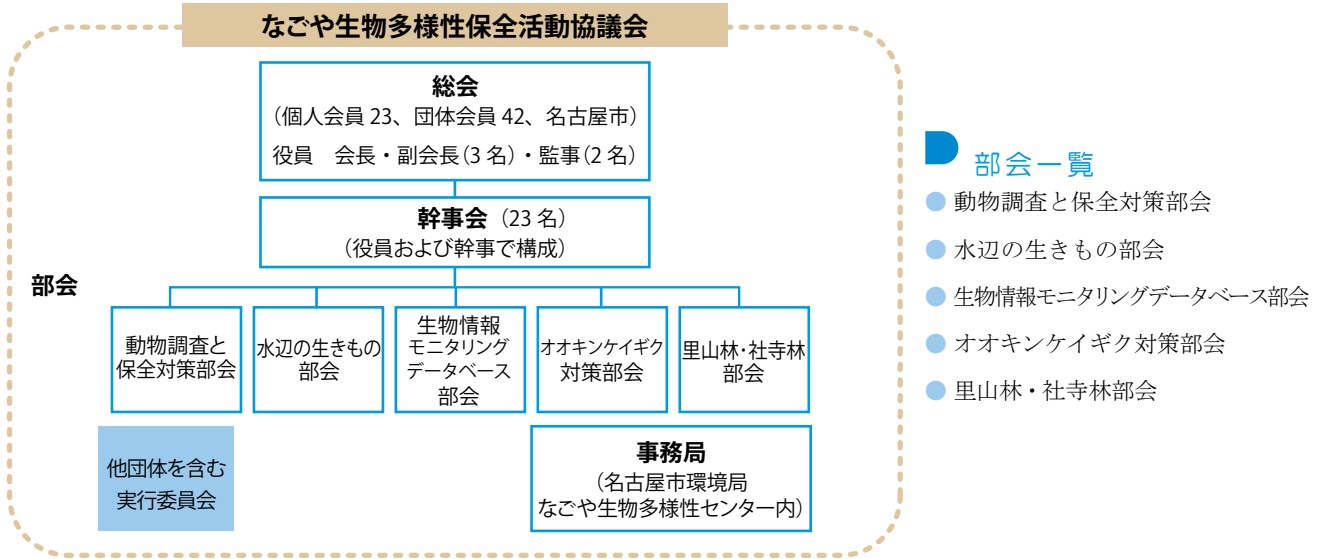 なごや生物多様性保全活動協議会
総会
（個人会員 23、団体会員 42、名古屋市）
役員　会長・副会長（3 名）・監事（2 名）
幹事会（23 名）
（役員および幹事で構成）
部会
動物調査と
保全対策部会
水辺の生きもの
部会
生物情報
モニタリング
データベース
部会
オオキンケイギク
対策部会
里山林・社寺林
部会
他団体を含む
実行委員会
事務局
（名古屋市環境局
なごや生物多様性センター内）
部会一覧
動物調査と保全対策部会
水辺の生きもの部会
生物情報モニタリングデータベース部会
オオキンケイギク対策部会
里山林・社寺林部会